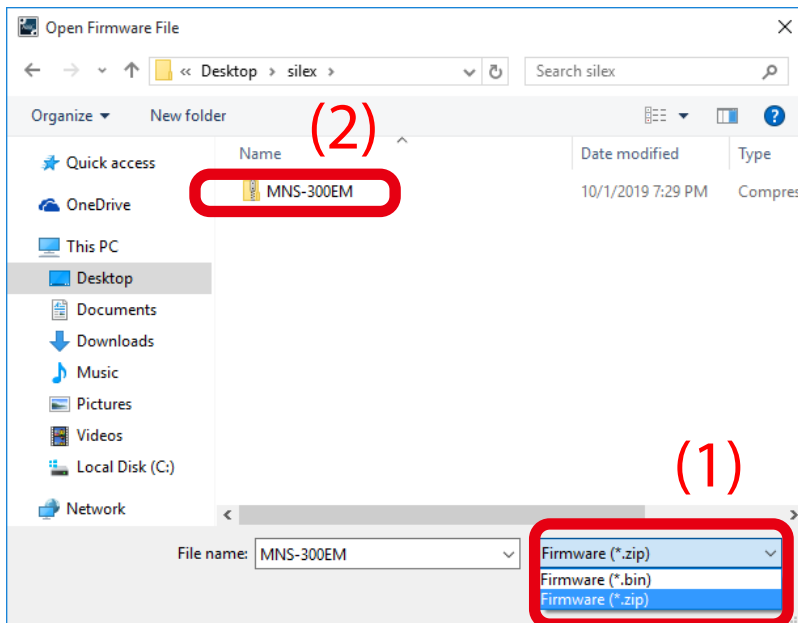 Open Firmware File
« Desktop › silex ›
Search silex
Organize
New folder
(2)
Name
Date modified
Type
MNS-300EM
10/1/2019 7:29 PM
Compres
Quick access
OneDrive
This PC
Desktop
Documents
Downloads
Music
Pictures
Videos
Local Disk (C:)
Network
(1)
File name:
MNS-300EM
Firmware (*.zip)
Firmware (*.bin)
Firmware (*.zip)